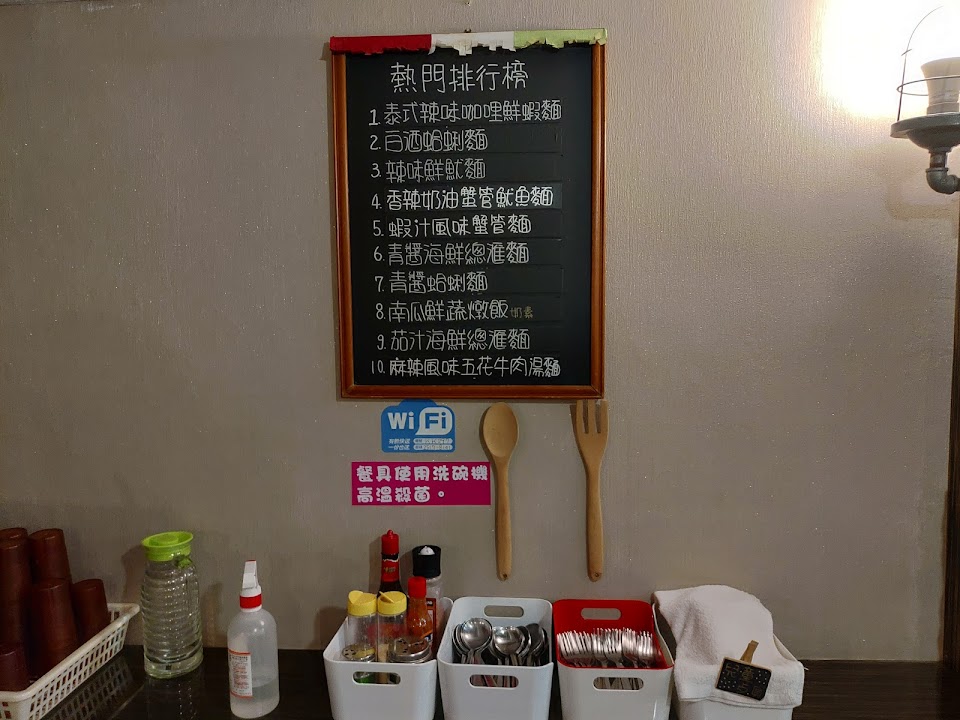 熱門排行榜
1. 泰式辣味咖哩鮮蝦麵
2. 白酒蛤蜊麵
3. 辣味鮮魷麵
4. 香辣奶油蟹管魷魚麵
5. 蝦汁風味蟹管麵
6. 青醬海鮮總滙麵
7. 青醬蛤蜊麵
8. 南瓜鮮蔬燉飯 奶素
9. 茄汁海鮮總滙麵
10. 麻辣風味五花牛肉湯麵
Wi Fi
餐具使用洗碗機
高溫殺菌。